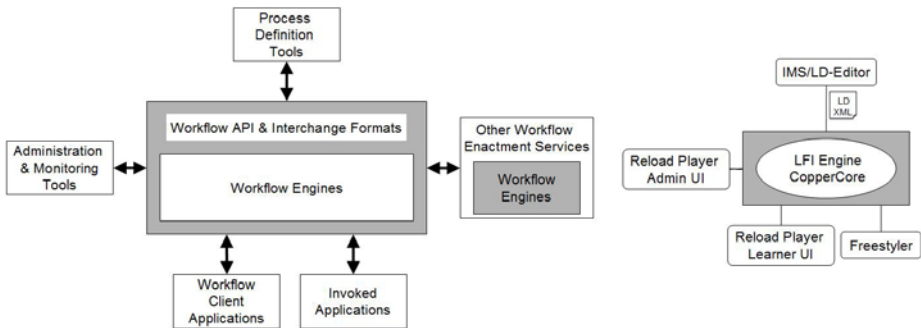 Process
Definition
Tools
Workflow API & Interchange Formats
Workflow Engines
Administration
& Monitoring
Tools
Other Workflow
Enactment Services
Workflow
Engines
Workflow
Client
Applications
Invoked
Applications
IMS/LD-Editor
LD
XML
LFI Engine
CopperCore
Reload Player
Admin UI
Reload Player
Learner UI
Freestyler